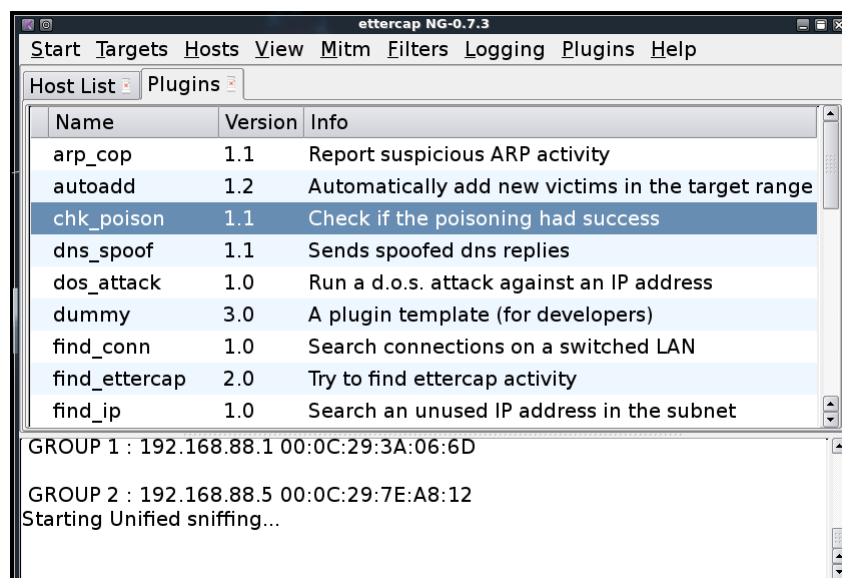 ettercap NG-0.7.3
Start Targets Hosts View Mitm Filters Logging Plugins Help
Host List Plugins
Name Version Info
arp_cop 1.1 Report suspicious ARP activity
autoadd 1.2 Automatically add new victims in the target range
chk_poison 1.1 Check if the poisoning had success
dns_spoof 1.1 Sends spoofed dns replies
dos_attack 1.0 Run a d.o.s. attack against an IP address
dummy 3.0 A plugin template (for developers)
find_conn 1.0 Search connections on a switched LAN
find_ettercap 2.0 Try to find ettercap activity
find_ip 1.0 Search an unused IP address in the subnet
GROUP 1 : 192.168.88.1 00:0C:29:3A:06:6D
GROUP 2 : 192.168.88.5 00:0C:29:7E:A8:12
Starting Unified sniffing...